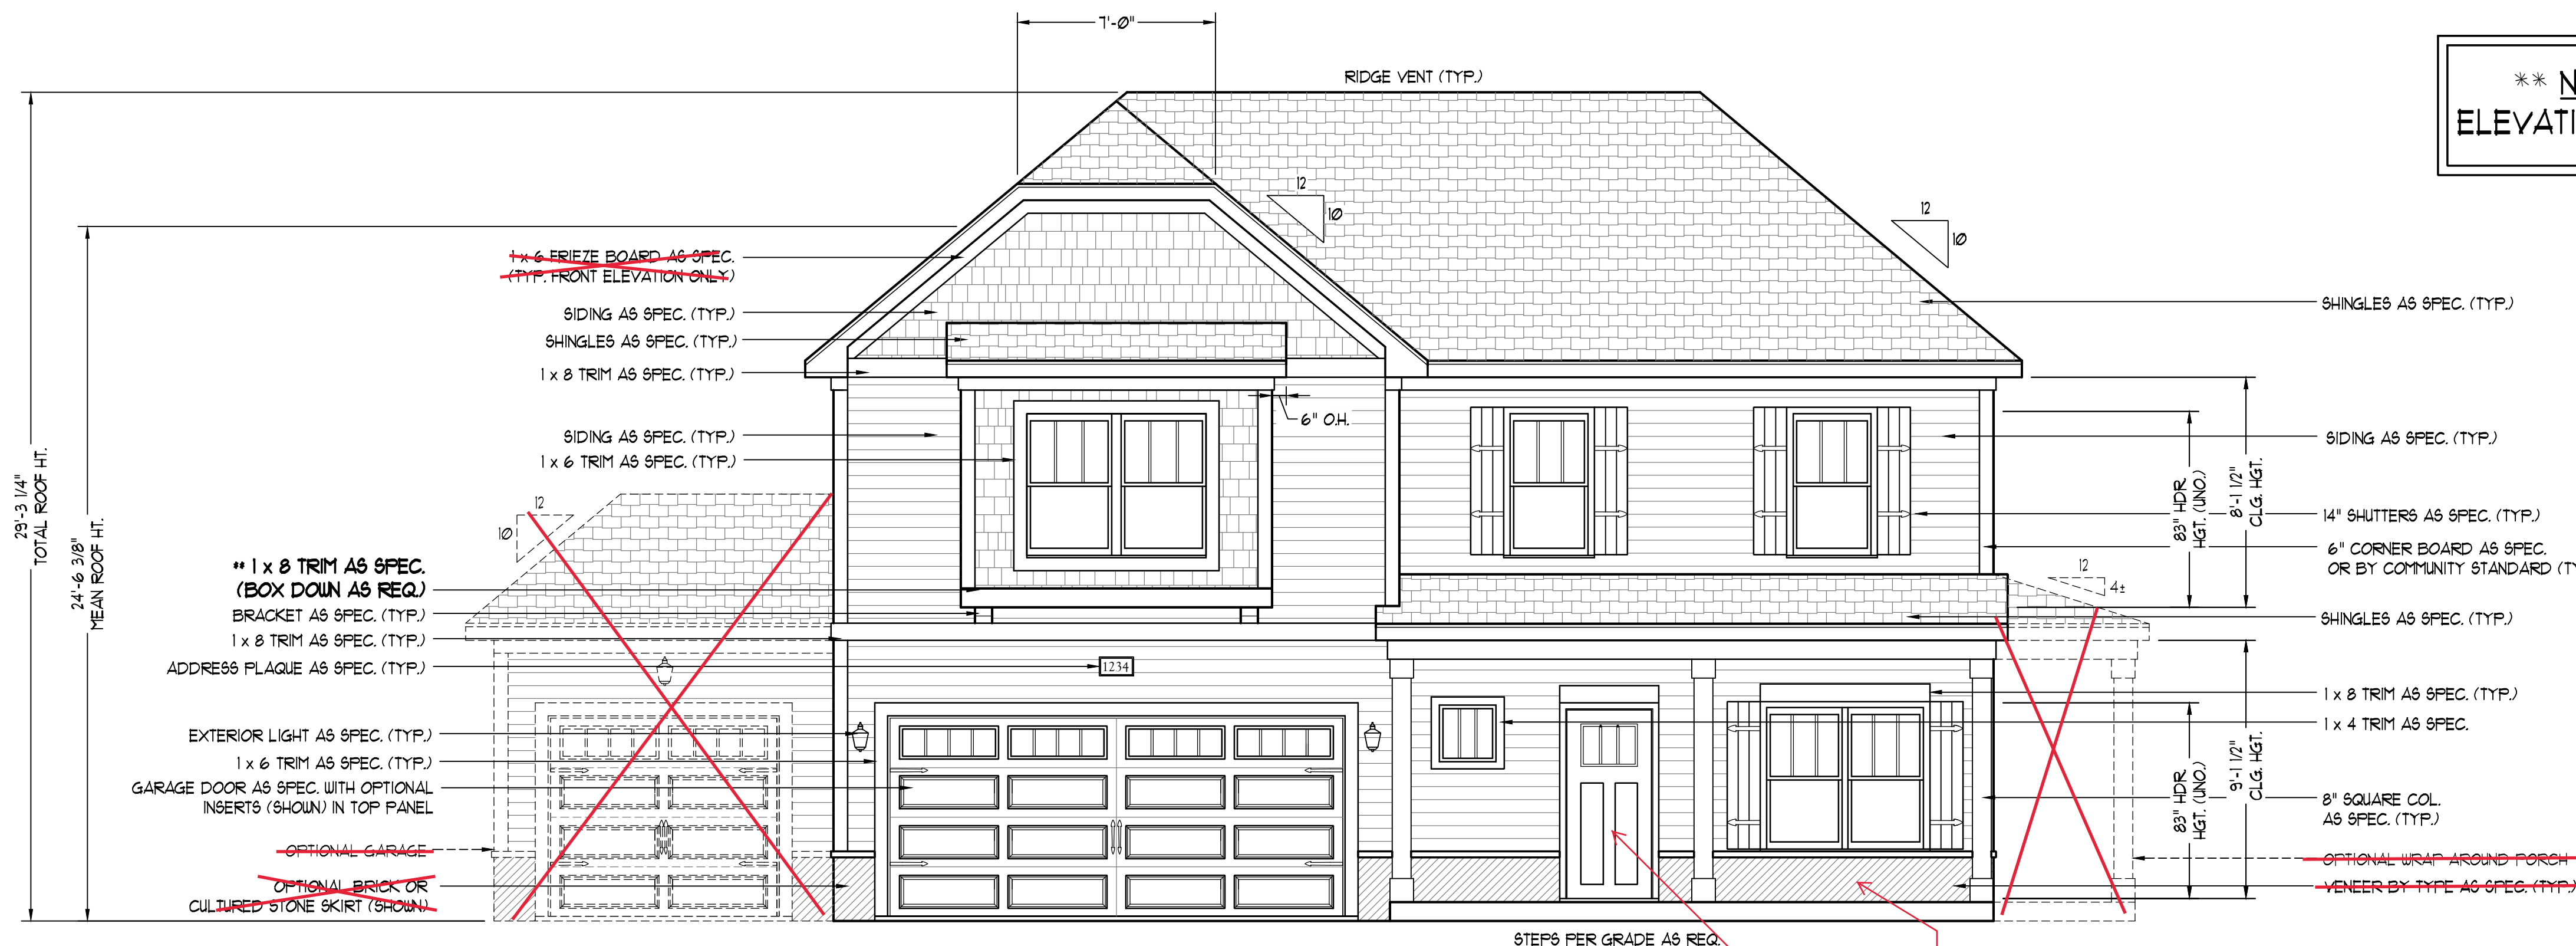 7'-0"
RIDGE VENT (TYP.)
** N
ELEVATI
12
10
12
10
1 x 6 FRIEZE BOARD AS SPEC.
(TYP. FRONT ELEVATION ONLY)
SIDING AS SPEC. (TYP.)
SHINGLES AS SPEC. (TYP.)
1 x 8 TRIM AS SPEC. (TYP.)
6" O.H.
SIDING AS SPEC. (TYP.)
1 x 6 TRIM AS SPEC. (TYP.)
29'-3 1/4"
TOTAL ROOF HT.
24'-6 3/8"
MEAN ROOF HT.
12
10
** 1 x 8 TRIM AS SPEC.
(BOX DOWN AS REQ.)
BRACKET AS SPEC. (TYP.)
1 x 8 TRIM AS SPEC. (TYP.)
ADDRESS PLAQUE AS SPEC. (TYP.)
1234
EXTERIOR LIGHT AS SPEC. (TYP.)
1 x 6 TRIM AS SPEC. (TYP.)
GARAGE DOOR AS SPEC. WITH OPTIONAL
INSERTS (SHOWN) IN TOP PANEL
OPTIONAL GARAGE
OPTIONAL BRICK OR
CULTURED STONE SKIRT (SHOWN)
SHINGLES AS SPEC. (TYP.)
SIDING AS SPEC. (TYP.)
83" HDR
HGT. (UNO.)
8'-1 1/2"
CLG. HGT.
14" SHUTTERS AS SPEC. (TYP.)
6" CORNER BOARD AS SPEC.
OR BY COMMUNITY STANDARD (TY
12
4±
SHINGLES AS SPEC. (TYP.)
1 x 8 TRIM AS SPEC. (TYP.)
1 x 4 TRIM AS SPEC.
83" HDR
HGT. (UNO.)
9'-1 1/2"
CLG. HGT.
8" SQUARE COL.
AS SPEC. (TYP.)
OPTIONAL WRAP AROUND PORCH
VENEER BY TYPE AS SPEC. (TYP.)
STEPS PER GRADE AS REQ.